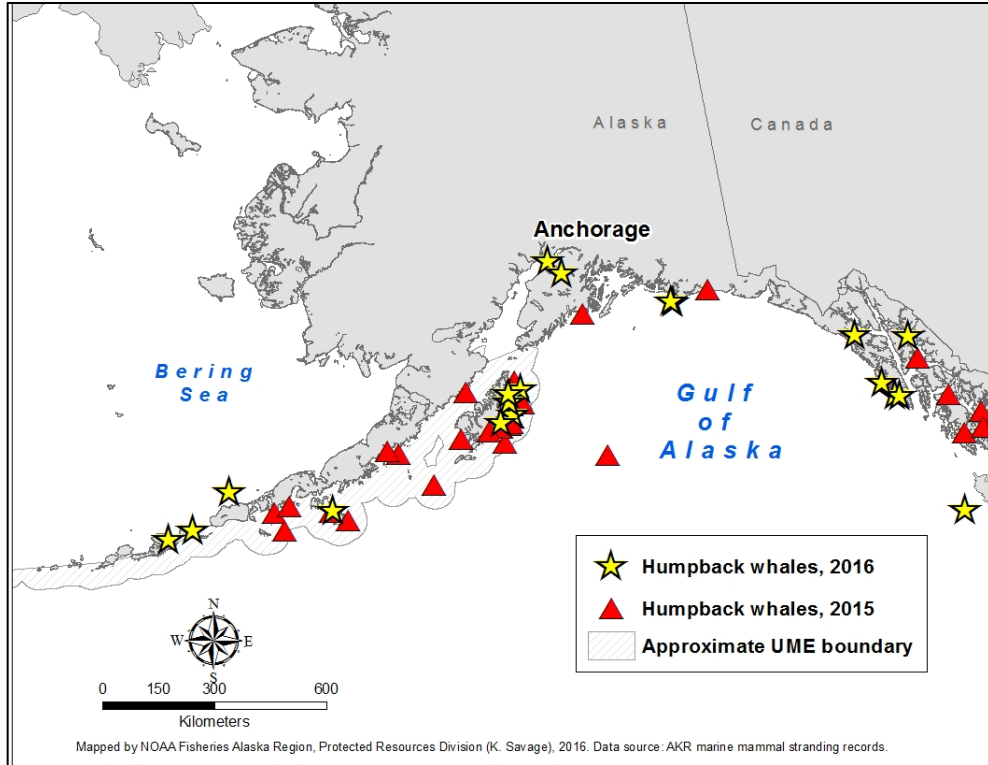 Alaska
Canada
Anchorage
Bering
Sea
Gulf
of
Alaska
Humpback whales, 2016
Humpback whales, 2015
Approximate UME boundary
N
W
E
S
0 150 300 600
Kilometers
Mapped by NOAA Fisheries Alaska Region, Protected Resources Division (K. Savage), 2016. Data source: AKR marine mammal stranding records.